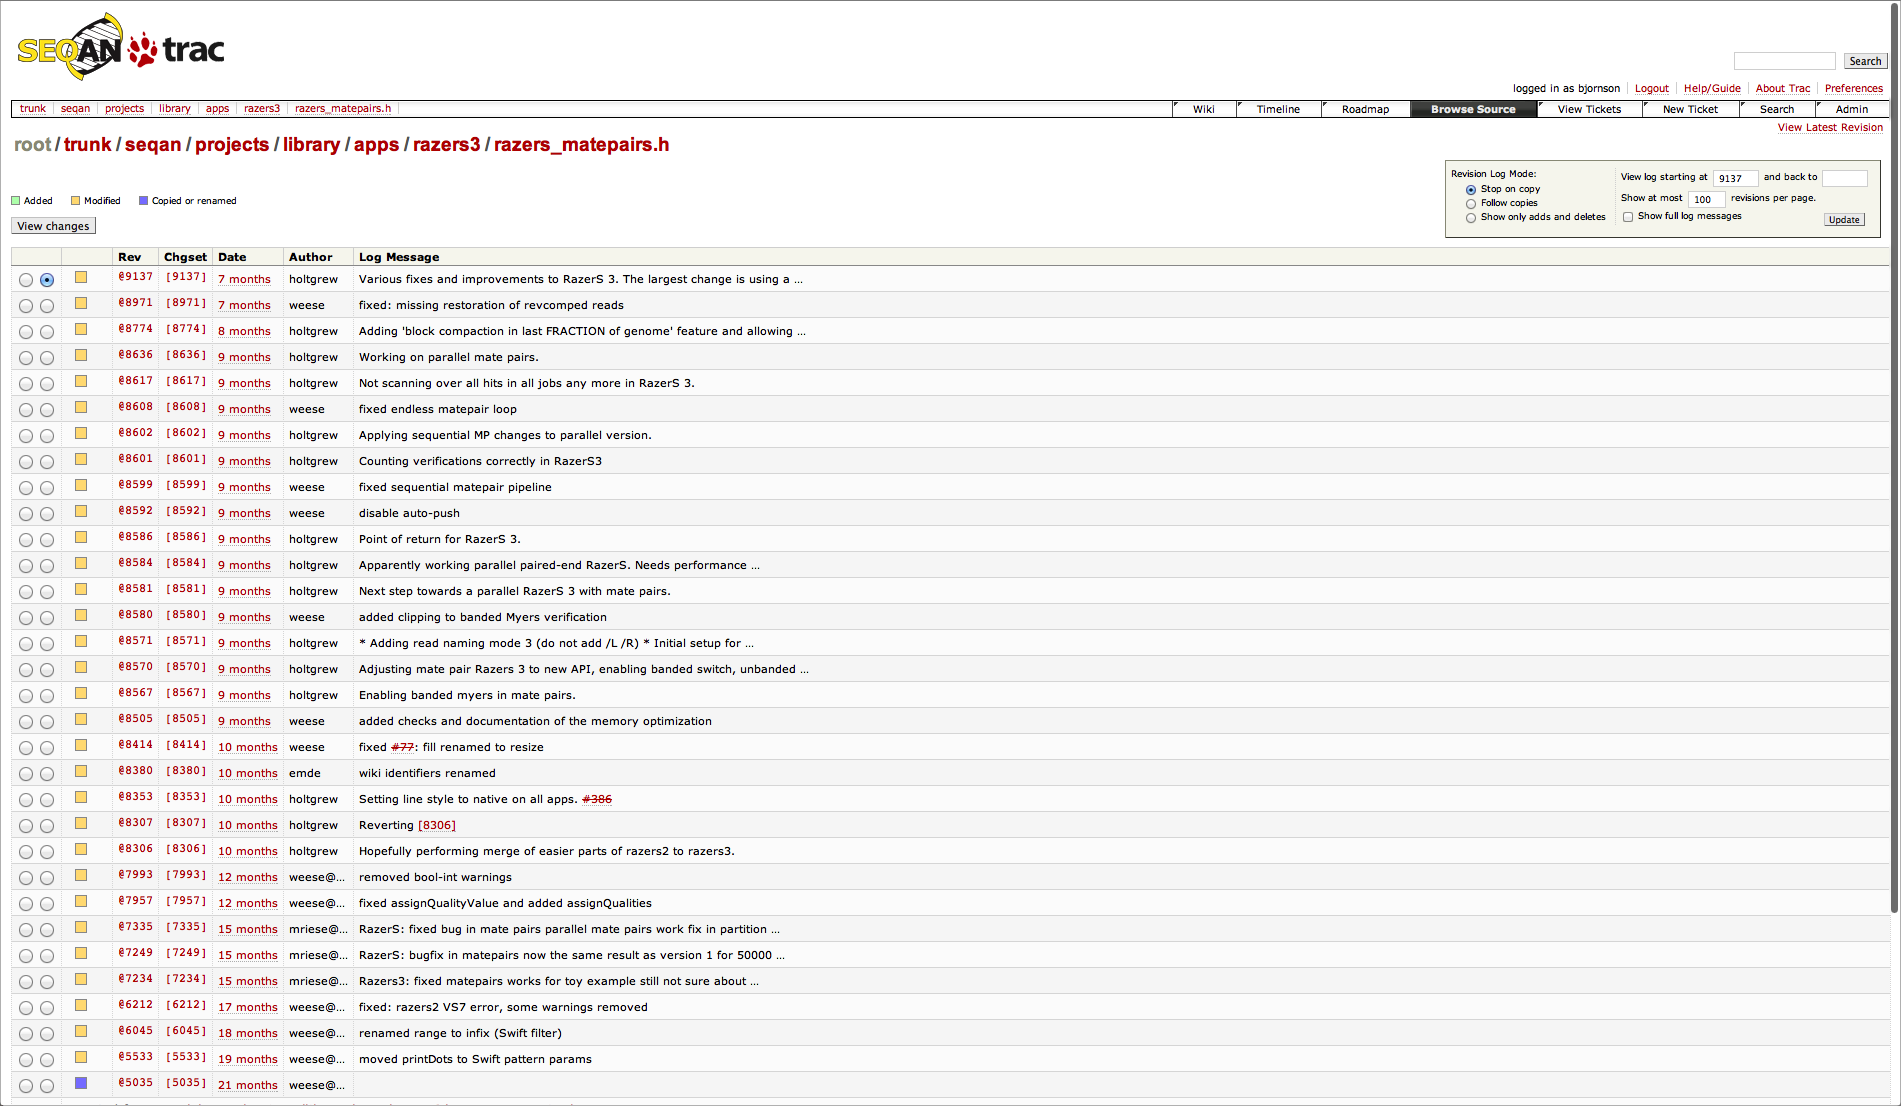 SEQAN trac
Search
logged in as bjornson Logout Help/Guide About Trac Preferences
trunk seqan projects library apps razers3 razers_matepairs.h Wiki Timeline Roadmap Browse Source View Tickets New Ticket Search Admin
View Latest Revision
root / trunk / seqan / projects / library / apps / razers3 / razers_matepairs.h
Revision Log Mode:
Stop on copy
Follow copies
Show only adds and deletes
View log starting at 9137 and back to
Show at most 100 revisions per page.
Show full log messages
Update
Added Modified Copied or renamed
View changes
Rev Chgset Date Author Log Message
@9137 [9137] 7 months holtgrew Various fixes and improvements to RazerS 3. The largest change is using a ...
@8971 [8971] 7 months weese fixed: missing restoration of revcomped reads
@8774 [8774] 8 months holtgrew Adding 'block compaction in last FRACTION of genome' feature and allowing ...
@8636 [8636] 9 months holtgrew Working on parallel mate pairs.
@8617 [8617] 9 months holtgrew Not scanning over all hits in all jobs any more in RazerS 3.
@8608 [8608] 9 months weese fixed endless matepair loop
@8602 [8602] 9 months holtgrew Applying sequential MP changes to parallel version.
@8601 [8601] 9 months holtgrew Counting verifications correctly in RazerS3
@8599 [8599] 9 months weese fixed sequential matepair pipeline
@8592 [8592] 9 months weese disable auto-push
@8586 [8586] 9 months holtgrew Point of return for RazerS 3.
@8584 [8584] 9 months holtgrew Apparently working parallel paired-end RazerS. Needs performance ...
@8581 [8581] 9 months holtgrew Next step towards a parallel RazerS 3 with mate pairs.
@8580 [8580] 9 months weese added clipping to banded Myers verification
@8571 [8571] 9 months holtgrew * Adding read naming mode 3 (do not add /L /R) * Initial setup for ...
@8570 [8570] 9 months holtgrew Adjusting mate pair Razers 3 to new API, enabling banded switch, unbanded ...
@8567 [8567] 9 months holtgrew Enabling banded myers in mate pairs.
@8505 [8505] 9 months weese added checks and documentation of the memory optimization
@8414 [8414] 10 months weese fixed #77: fill renamed to resize
@8380 [8380] 10 months emde wiki identifiers renamed
@8353 [8353] 10 months holtgrew Setting line style to native on all apps. #386
@8307 [8307] 10 months holtgrew Reverting [8306]
@8306 [8306] 10 months holtgrew Hopefully performing merge of easier parts of razers2 to razers3.
@7993 [7993] 12 months weese@... removed bool-int warnings
@7957 [7957] 12 months weese@... fixed assignQualityValue and added assignQualities
@7335 [7335] 15 months mriese@... RazerS: fixed bug in mate pairs parallel mate pairs work fix in partition ...
@7249 [7249] 15 months mriese@... RazerS: bugfix in matepairs now the same result as version 1 for 50000 ...
@7234 [7234] 15 months mriese@... Razers3: fixed matepairs works for toy example still not sure about ...
@6212 [6212] 17 months weese@... fixed: razers2 VS7 error, some warnings removed
@6045 [6045] 18 months weese@... renamed range to infix (Swift filter)
@5533 [5533] 19 months weese@... moved printDots to Swift pattern params
@5035 [5035] 21 months weese@...